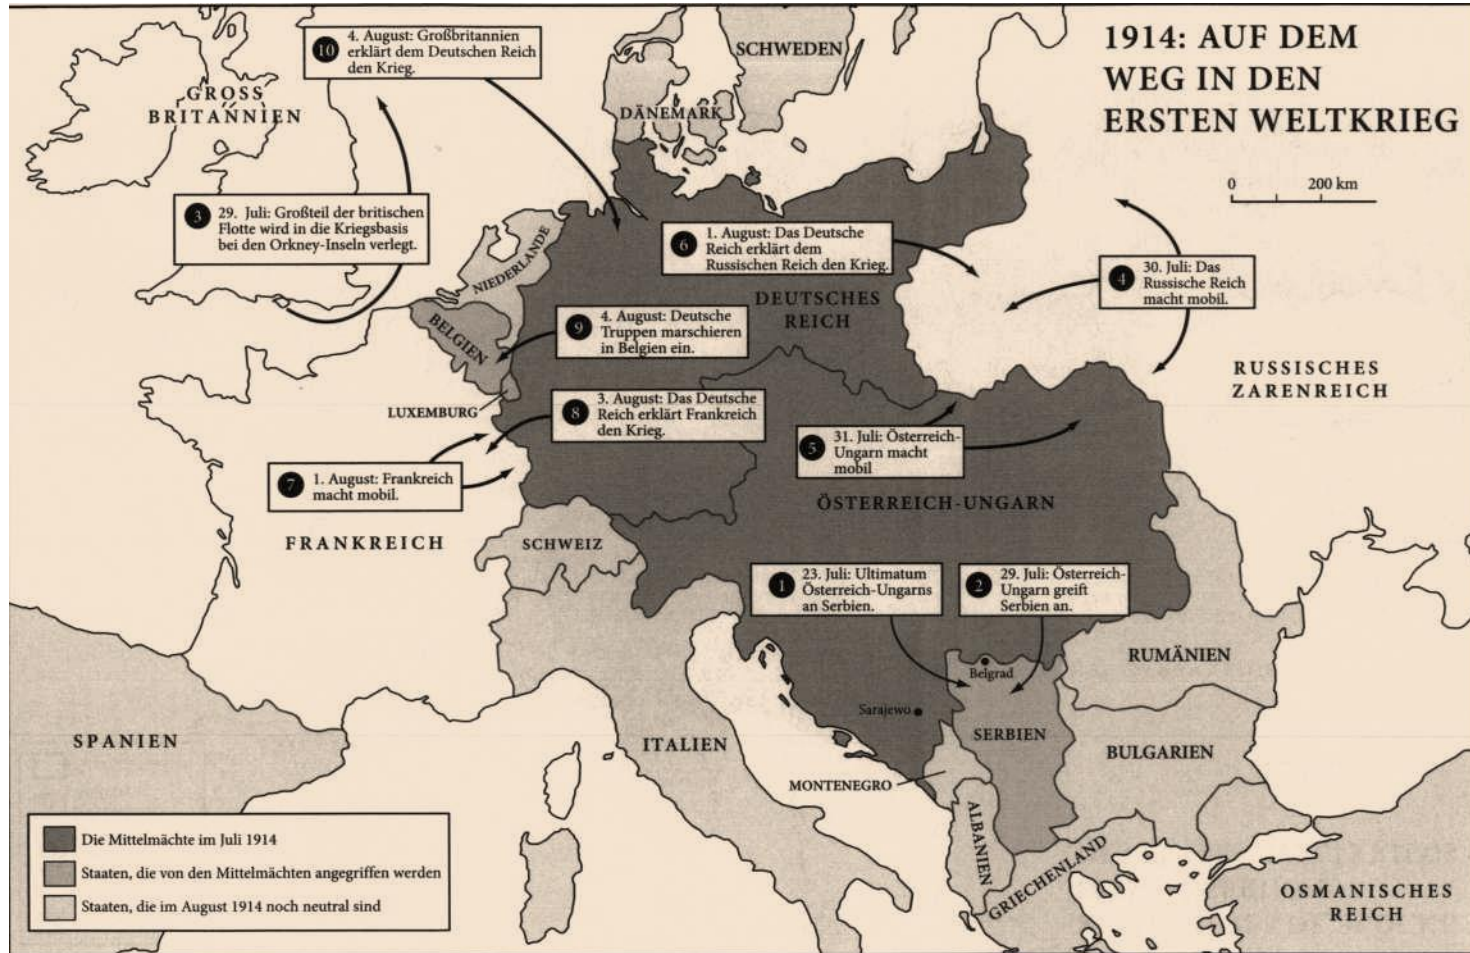 1914: AUF DEM
WEG IN DEN
ERSTEN WELTKRIEG
0 200 km
10 4. August: Großbritannien
erklärt dem Deutschen Reich
den Krieg.
SCHWEDEN
GROSS
BRITANNIEN
DÄNEMARK
3 29. Juli: Großteil der britischen
Flotte wird in die Kriegsbasis
bei den Orkney-Inseln verlegt.
6 1. August: Das Deutsche
Reich erklärt dem
Russischen Reich den Krieg.
4 30. Juli: Das
Russische Reich
macht mobil.
NIEDERLANDE
DEUTSCHES
REICH
BELGIEN
9 4. August: Deutsche
Truppen marschieren
in Belgien ein.
RUSSISCHES
ZARENREICH
LUXEMBURG
8 3. August: Das Deutsche
Reich erklärt Frankreich
den Krieg.
5 31. Juli: Österreich-
Ungarn macht
mobil
7 1. August: Frankreich
macht mobil.
ÖSTERREICH-UNGARN
FRANKREICH
SCHWEIZ
1 23. Juli: Ultimatum
Österreich-Ungarns
an Serbien.
2 29. Juli: Österreich-
Ungarn greift
Serbien an.
RUMÄNIEN
Belgrad
Sarajewo
SPANIEN
ITALIEN
SERBIEN
BULGARIEN
MONTENEGRO
ALBANIEN
GRIECHENLAND
OSMANISCHES
REICH
Die Mittelmächte im Juli 1914
Staaten, die von den Mittelmächten angegriffen werden
Staaten, die im August 1914 noch neutral sind